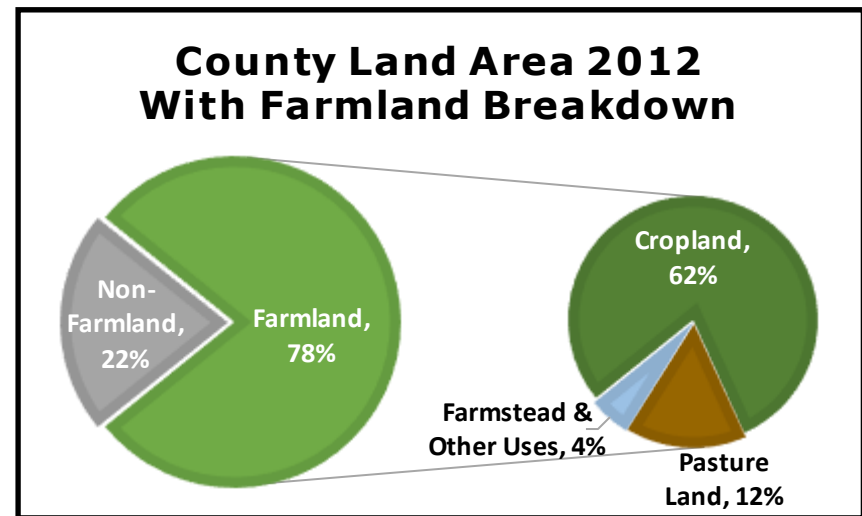 County Land Area 2012
With Farmland Breakdown
Non-
Farmland,
22%
Farmland,
78%
Cropland,
62%
Farmstead &
Other Uses, 4%
Pasture
Land, 12%